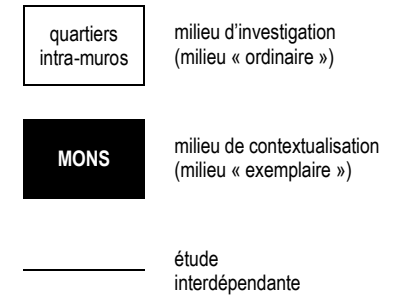 quartiers
intra-muros
milieu d’investigation
(milieu « ordinaire »)
MONS
milieu de contextualisation
(milieu « exemplaire »)
étude
interdépendante